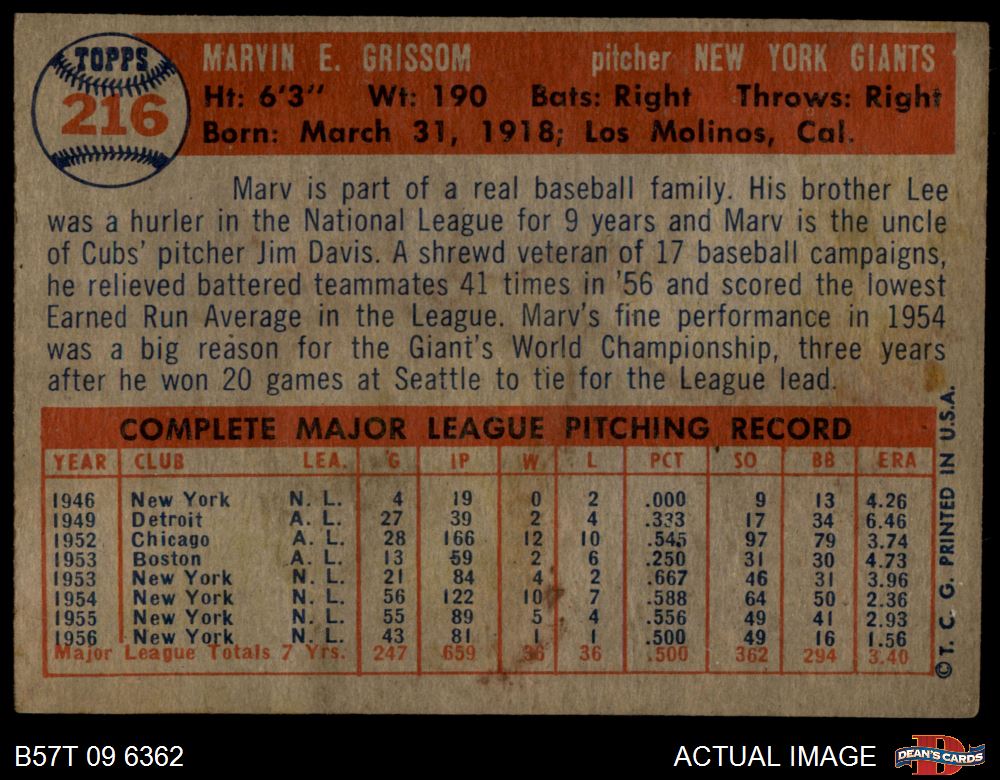 TOPPS
216
MARVIN E. GRISSOM pitcher NEW YORK GIANTS
Ht: 6'3" Wt: 190 Bats: Right Throws: Right
Born: March 31, 1918; Los Molinos, Cal.
Marv is part of a real baseball family. His brother Lee
was a hurler in the National League for 9 years and Marv is the uncle
of Cubs' pitcher Jim Davis. A shrewd veteran of 17 baseball campaigns,
he relieved battered teammates 41 times in '56 and scored the lowest
Earned Run Average in the League. Marv's fine performance in 1954
was a big reason for the Giant's World Championship, three years
after he won 20 games at Seattle to tie for the League lead.
COMPLETE MAJOR LEAGUE PITCHING RECORD
YEAR CLUB LEA. G IP W L PCT SO BB ERA
1946 New York N. L. 4 19 0 2 .000 9 13 4.26
1949 Detroit A. L. 27 39 2 4 .333 17 34 6.46
1952 Chicago A. L. 28 166 12 10 .545 97 79 3.74
1953 Boston A. L. 13 59 2 6 .250 31 30 4.73
1953 New York N. L. 21 84 4 2 .667 46 31 3.96
1954 New York N. L. 56 122 10 7 .588 64 50 2.36
1955 New York N. L. 55 89 5 4 .556 49 41 2.93
1956 New York N. L. 43 81 1 1 .500 49 16 1.56
Major League Totals 7 Yrs. 247 659 36 36 .500 362 294 3.40
© T. C. G. PRINTED IN U.S.A.
B57T 09 6362
ACTUAL IMAGE
DEAN'S CARDS